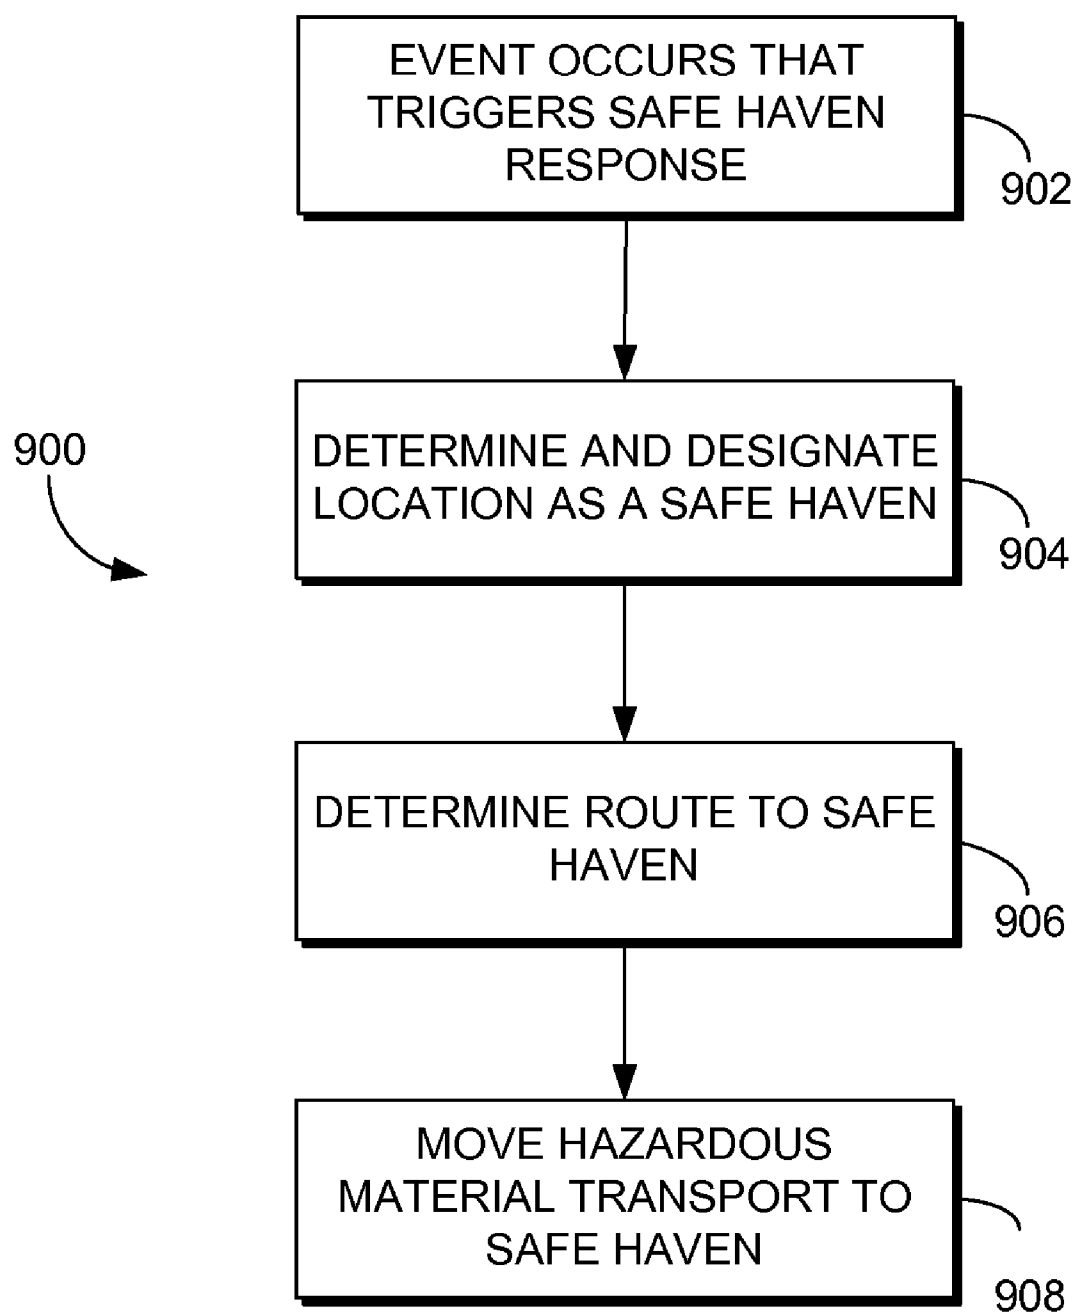 EVENT OCCURS THAT
TRIGGERS SAFE HAVEN
RESPONSE
902
900
DETERMINE AND DESIGNATE
LOCATION AS A SAFE HAVEN
904
DETERMINE ROUTE TO SAFE
HAVEN
906
MOVE HAZARDOUS
MATERIAL TRANSPORT TO
SAFE HAVEN
908